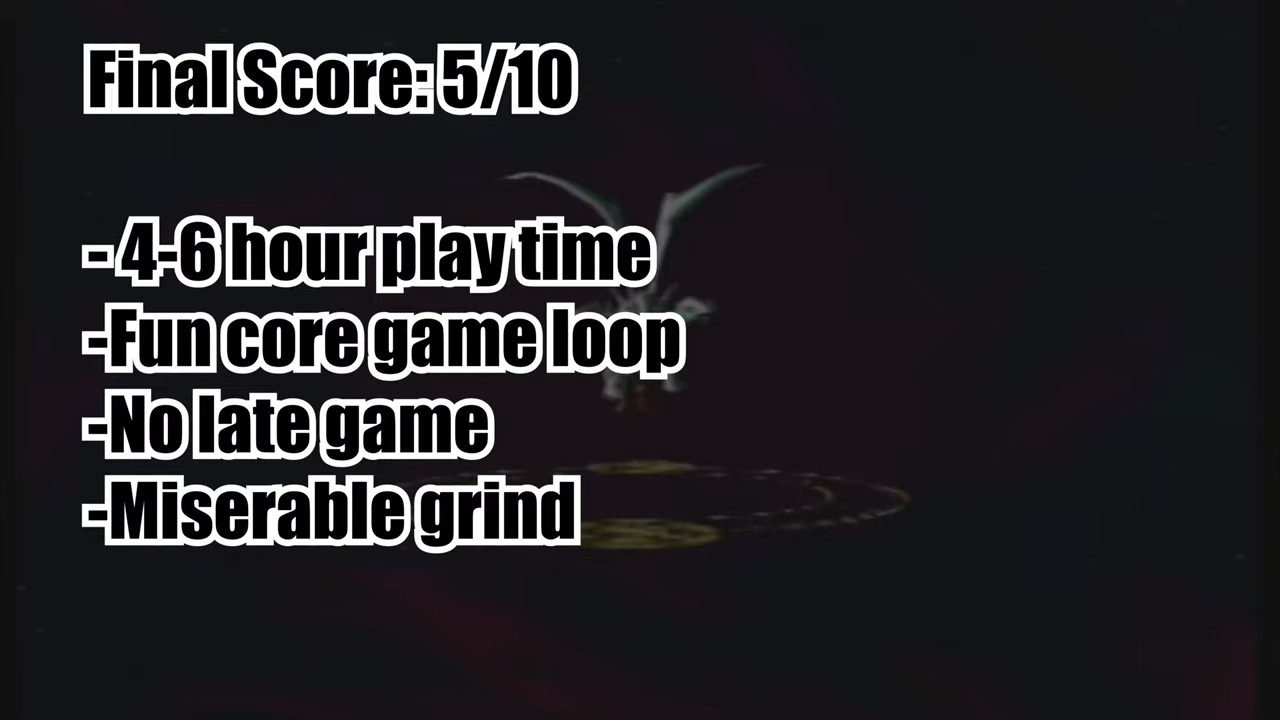 Final Score: 5/10
- 4-6 hour play time
-Fun core game loop
-No late game
-Miserable grind